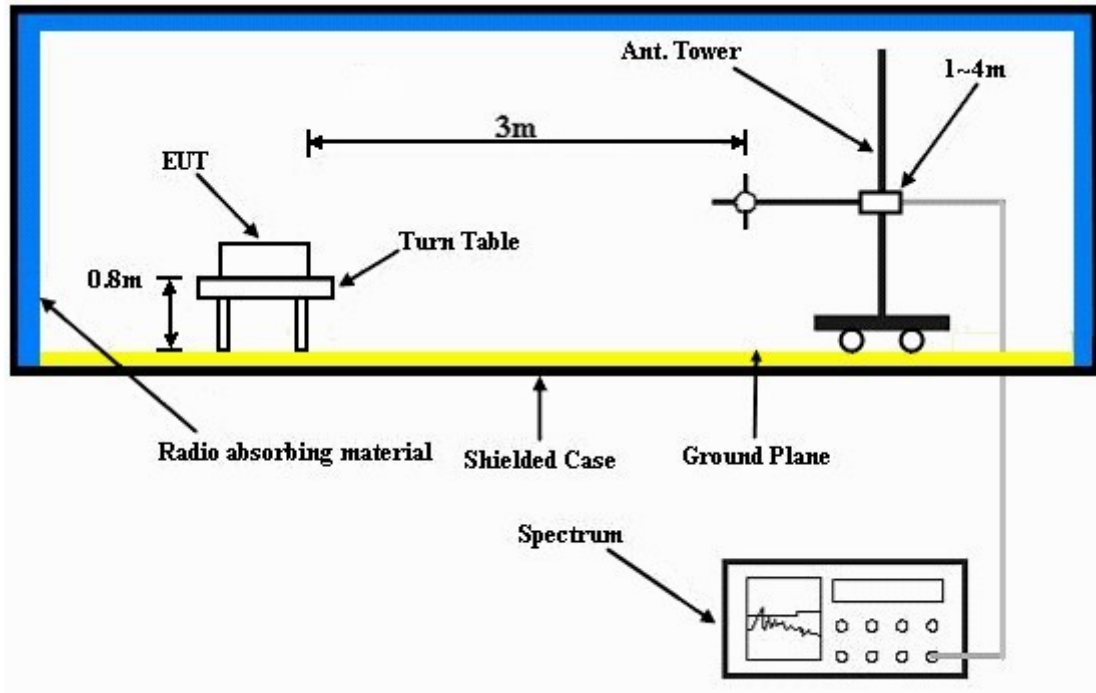 Ant. Tower
1~4m
3m
EUT
Turn Table
0.8m
Radio absorbing material
Shielded Case
Ground Plane
Spectrum